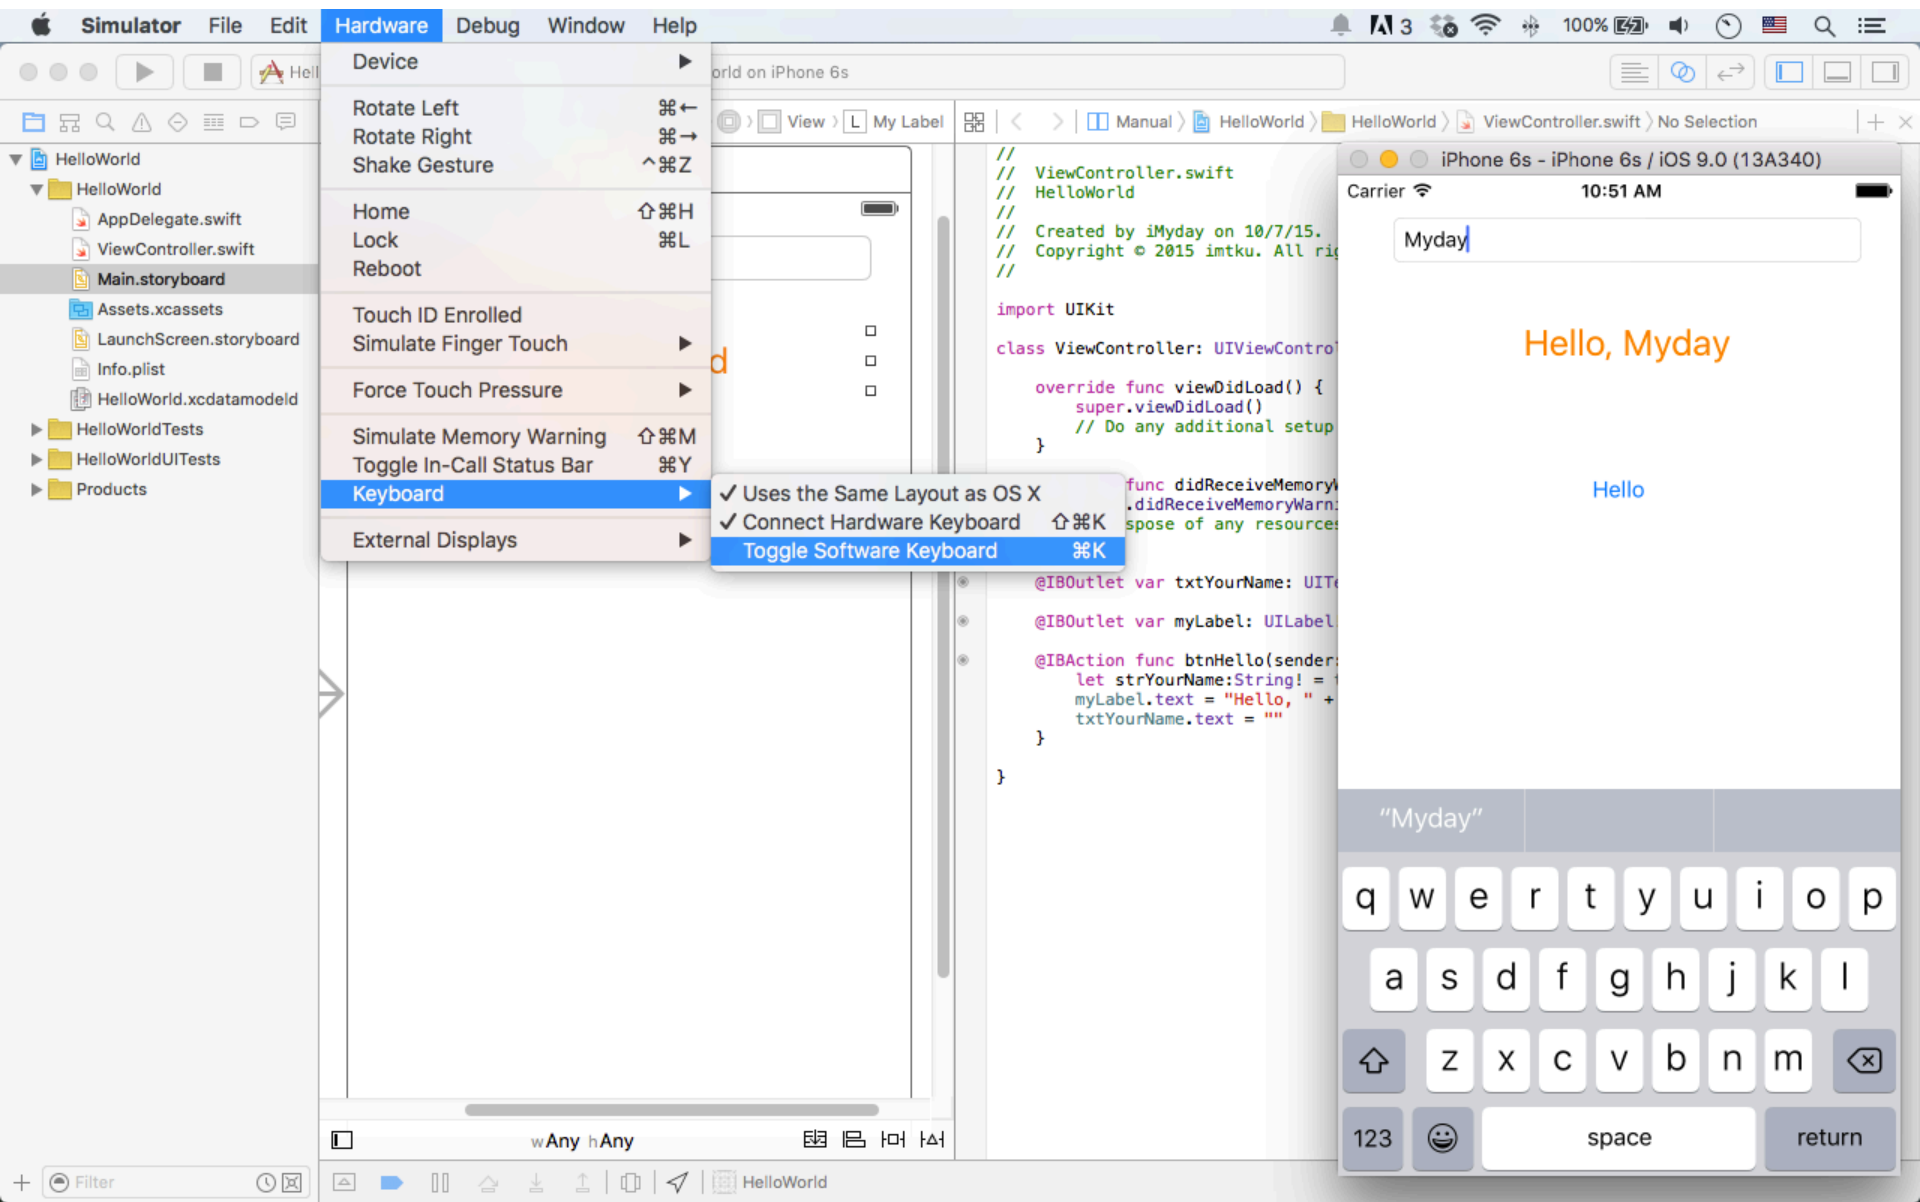 Simulator File Edit Hardware Debug Window Help 3 100%
orld on iPhone 6s
View L My Label
Manual HelloWorld HelloWorld ViewController.swift No Selection
HelloWorld
HelloWorld
AppDelegate.swift
ViewController.swift
Main.storyboard
Assets.xcassets
LaunchScreen.storyboard
Info.plist
HelloWorld.xcdatamodeld
HelloWorldTests
HelloWorldUITests
Products
Filter
Device
Rotate Left ⌘←
Rotate Right ⌘→
Shake Gesture ^⌘Z
Home ⇧⌘H
Lock ⌘L
Reboot
Touch ID Enrolled
Simulate Finger Touch
Force Touch Pressure
Simulate Memory Warning ⇧⌘M
Toggle In-Call Status Bar ⌘Y
Keyboard
External Displays
✓ Uses the Same Layout as OS X
✓ Connect Hardware Keyboard ⇧⌘K
Toggle Software Keyboard ⌘K
d
wAny hAny
HelloWorld
//
// ViewController.swift
// HelloWorld
//
// Created by iMyday on 10/7/15.
// Copyright © 2015 imtku. All rig
//
import UIKit
class ViewController: UIViewContro
override func viewDidLoad() {
super.viewDidLoad()
// Do any additional setup
}
func didReceiveMemoryW
.didReceiveMemoryWarni
spose of any resources
@IBOutlet var txtYourName: UITe
@IBOutlet var myLabel: UILabel
@IBAction func btnHello(sender:
let strYourName:String! = t
myLabel.text = "Hello, " +
txtYourName.text = ""
}
}
iPhone 6s - iPhone 6s / iOS 9.0 (13A340)
Carrier 10:51 AM
Myday
Hello, Myday
Hello
“Myday”
q w e r t y u i o p
a s d f g h j k l
z x c v b n m
123 space return